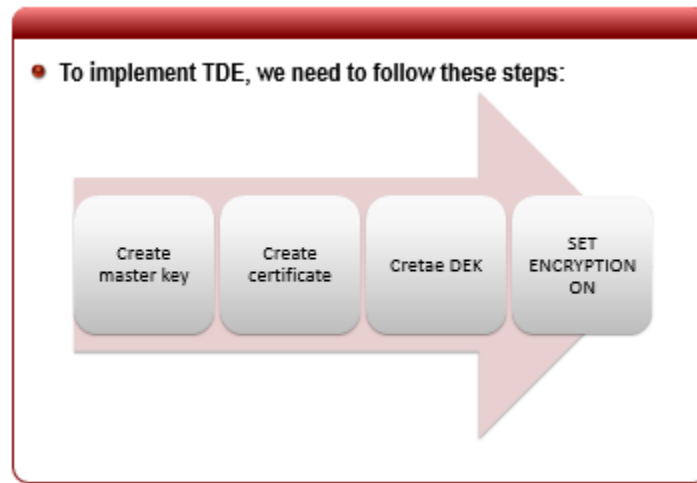 To implement TDE, we need to follow these steps:
Create
master key
Create
certificate
Cretae DEK
SET
ENCRYPTION
ON